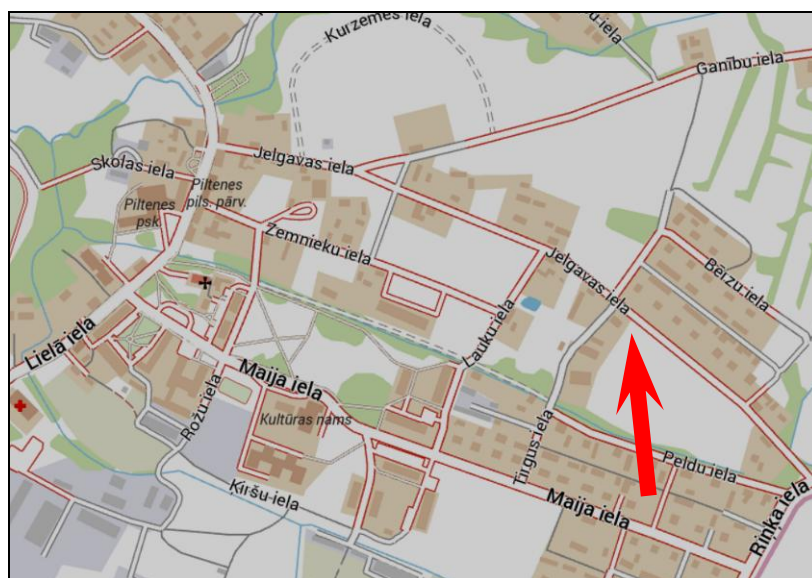 Kurzemes iela
u iela
Ganību iela
Jelgavas iela
Skolas iela
Piltenes
pils. pārv.
Piltenes
psk.
Zemnieku iela
Jelgavas iela
Bērzu iela
Lielā iela
Lauku iela
Maija iela
Rožu iela
Kultūras nams
Tirgus iela
Peldu iela
Ķiršu iela
Maija iela
Riņķa iela